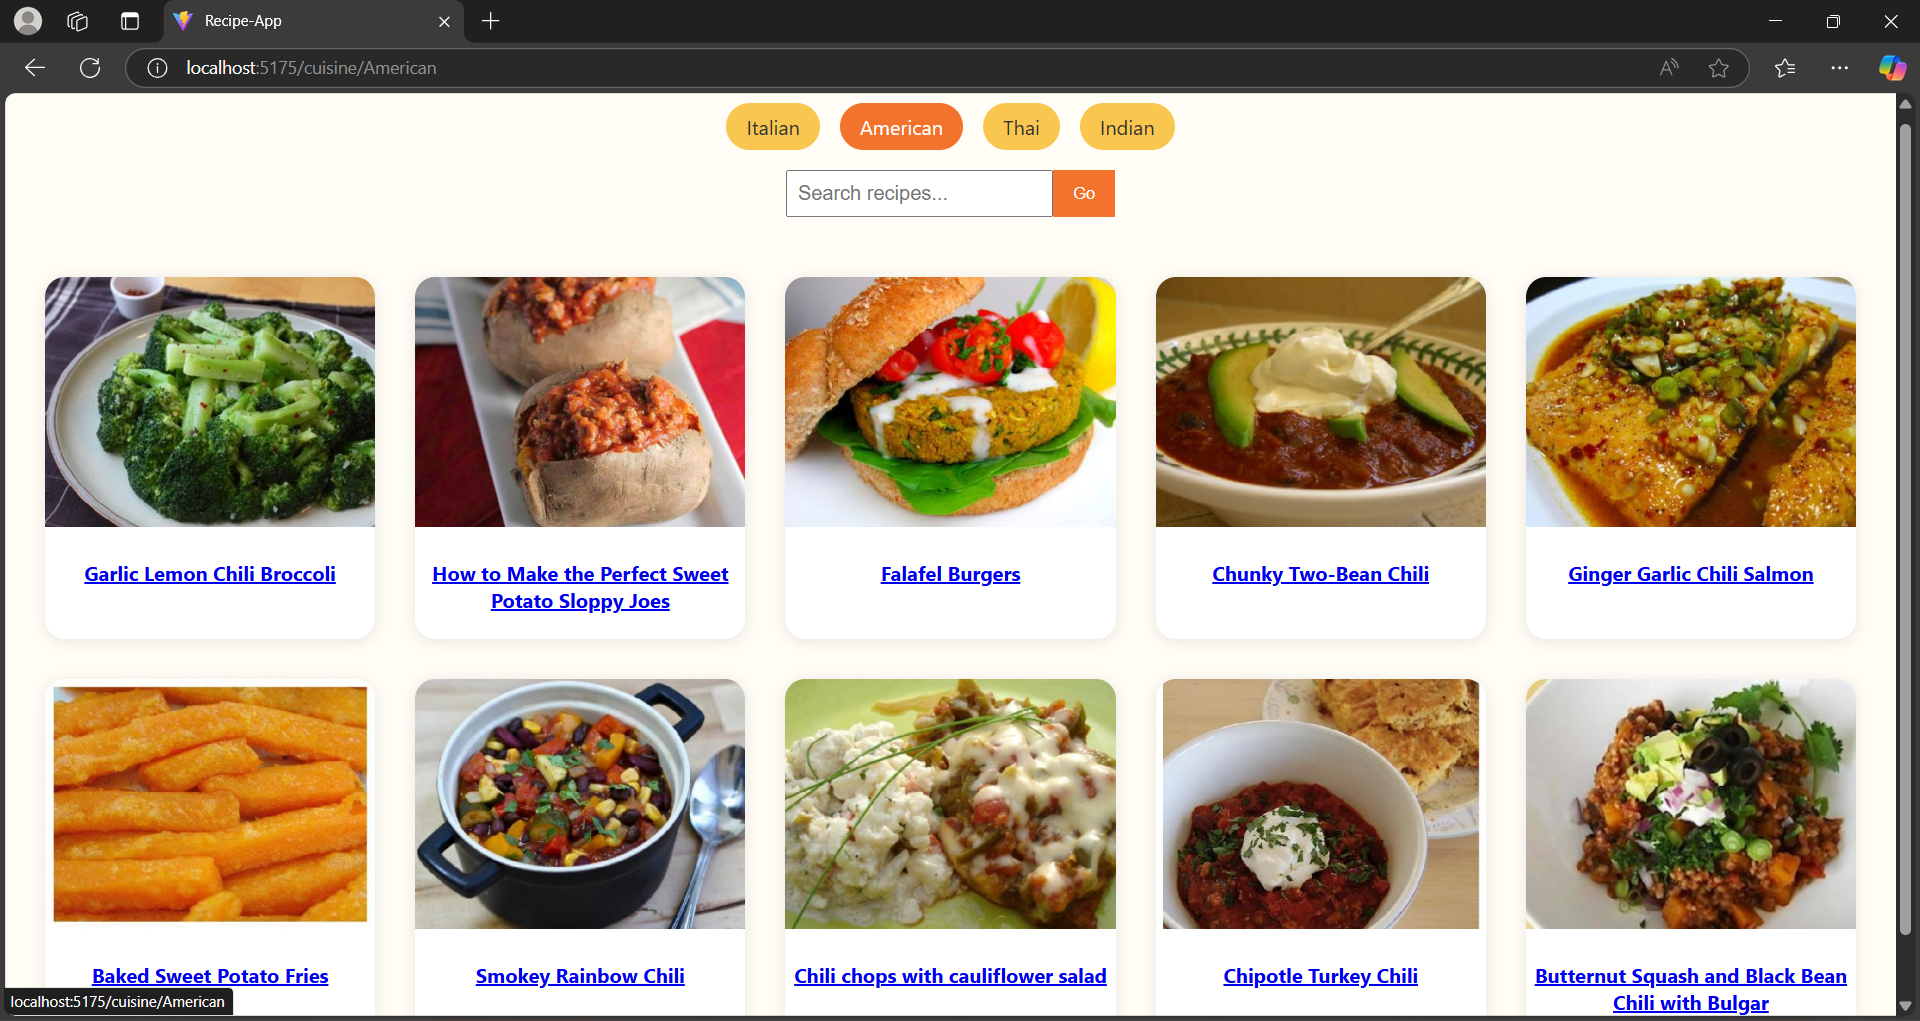 Recipe-App
localhost:5175/cuisine/American
Italian
American
Thai
Indian
Search recipes...
Go
Garlic Lemon Chili Broccoli
How to Make the Perfect Sweet
Potato Sloppy Joes
Falafel Burgers
Chunky Two-Bean Chili
Ginger Garlic Chili Salmon
Baked Sweet Potato Fries
Smokey Rainbow Chili
Chili chops with cauliflower salad
Chipotle Turkey Chili
Butternut Squash and Black Bean
Chili with Bulgar
localhost:5175/cuisine/American